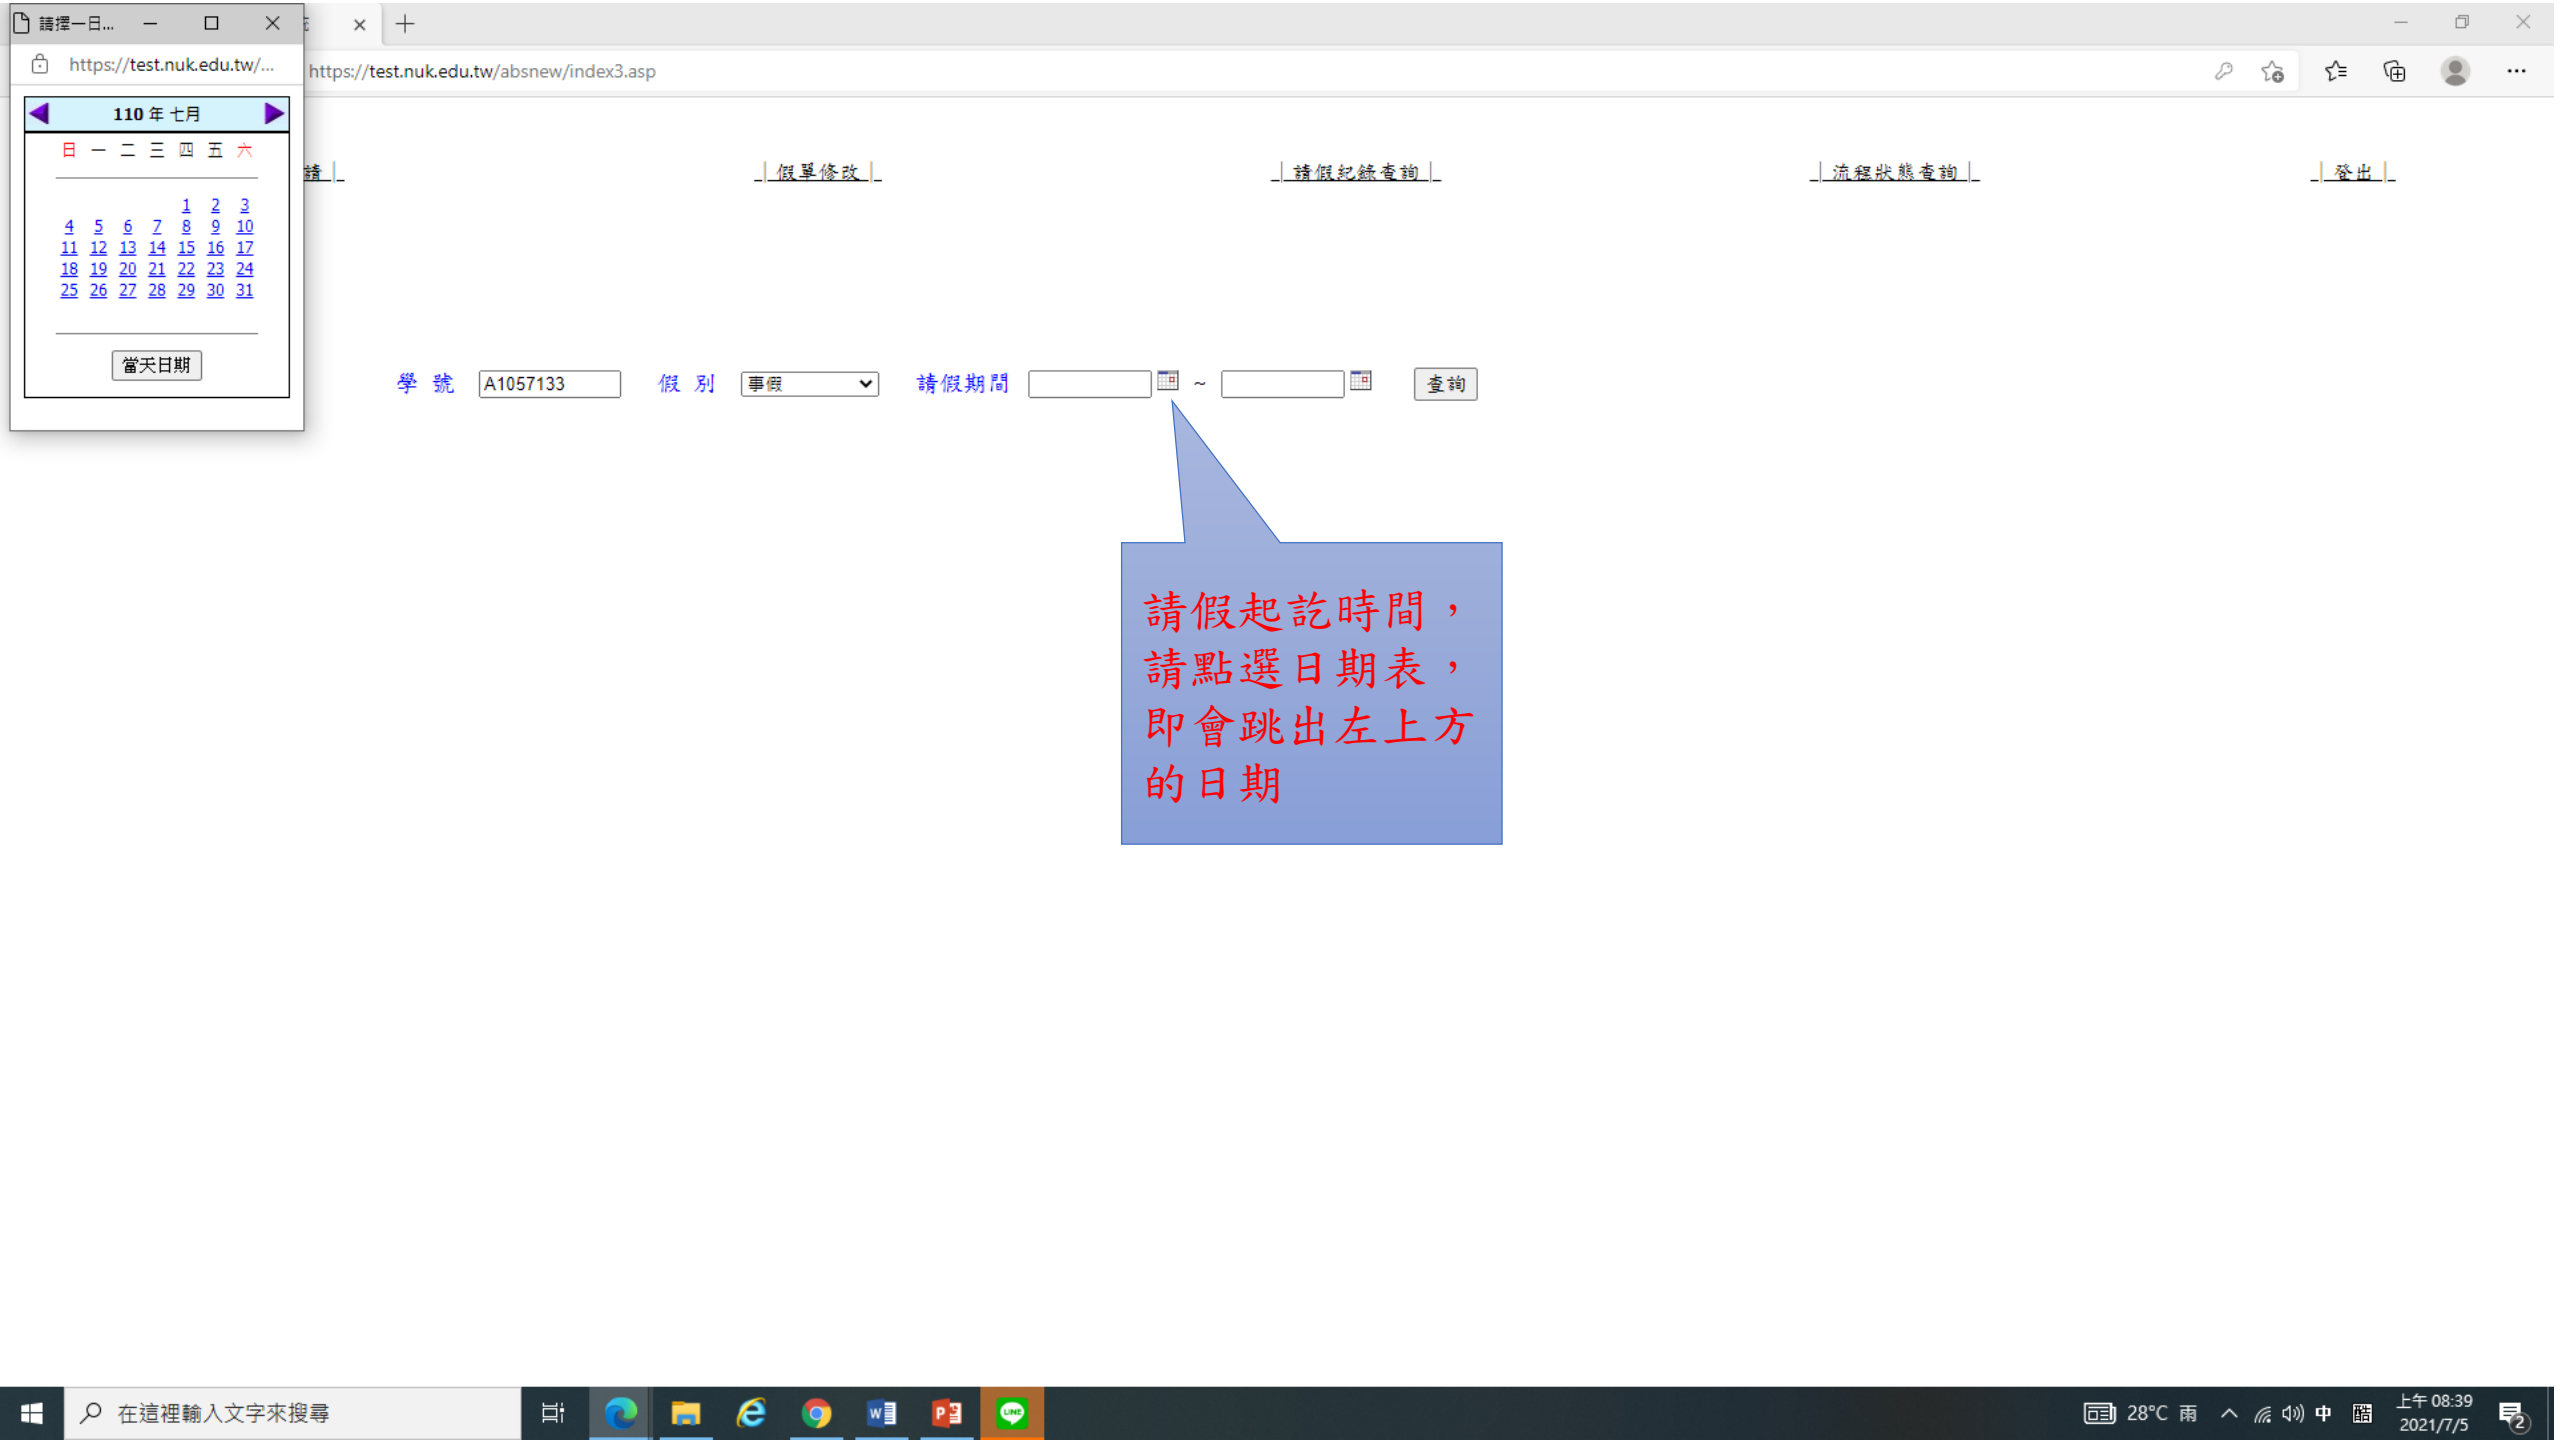 請擇一日...
https://test.nuk.edu.tw/...
https://test.nuk.edu.tw/absnew/index3.asp
110 年 七月
日 一 二 三 四 五 六
1 2 3
4 5 6 7 8 9 10
11 12 13 14 15 16 17
18 19 20 21 22 23 24
25 26 27 28 29 30 31
當天日期
請│
│假單修改│
│請假紀錄查詢│
│流程狀態查詢│
│登出│
學 號 A1057133 假 別 事假 請假期間 ~ 查詢
請假起訖時間，
請點選日期表，
即會跳出左上方
的日期
在這裡輸入文字來搜尋
LINE
28°C 雨
中
酷
上午 08:39
2021/7/5
2